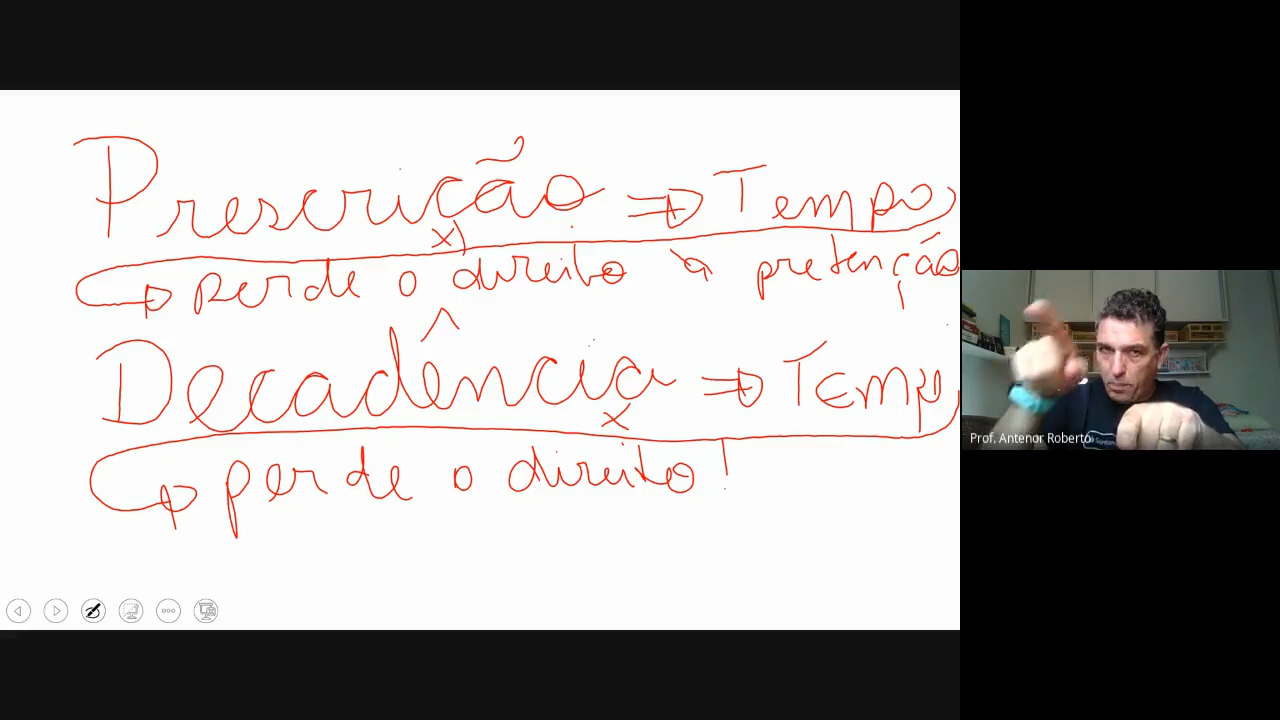 Prescrição ⇒ Tempo,
↳ perde o direito à pretenção
Decadência ⇒ Tempo,
↳ perde o direito!
Prof. Antenor Roberto